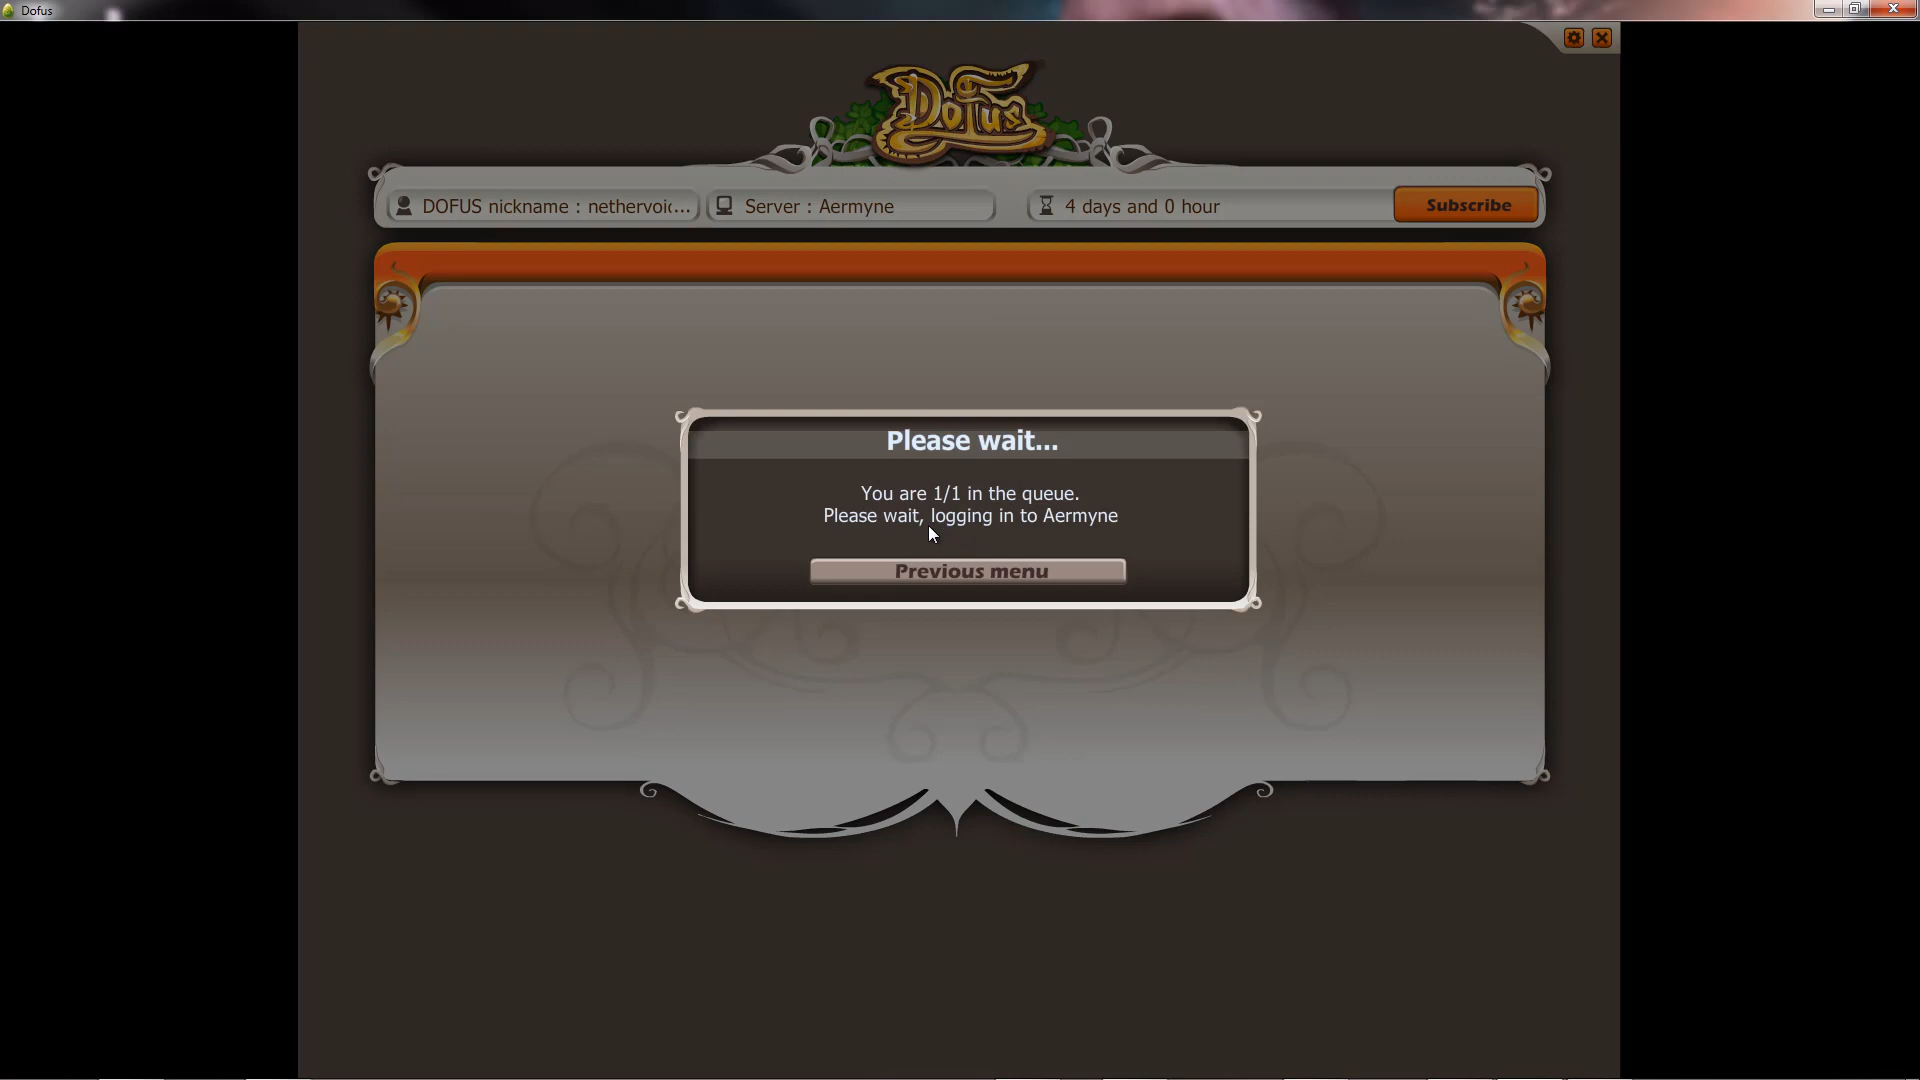 Dofus
Dofus
DOFUS nickname : nethervoi...
Server : Aermyne
4 days and 0 hour
Subscribe
Please wait...
You are 1/1 in the queue.
Please wait, logging in to Aermyne
Previous menu